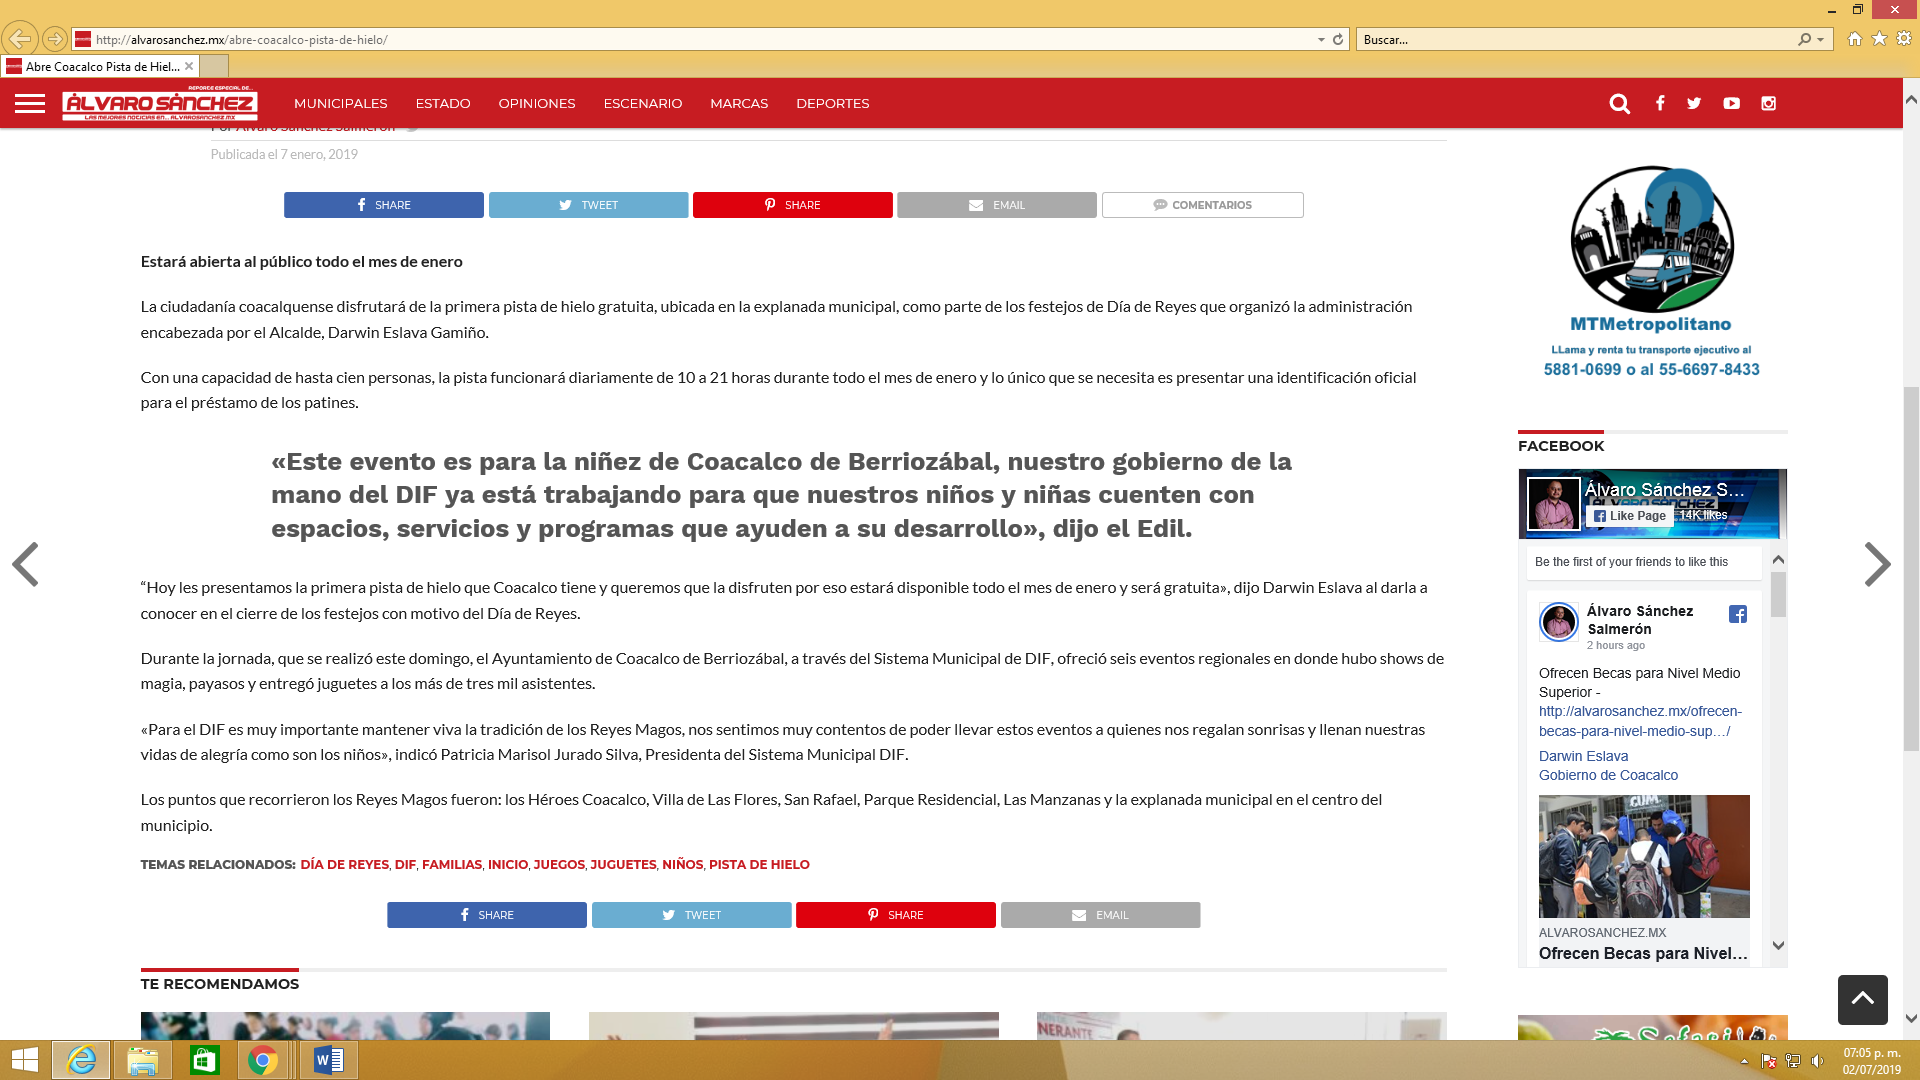 http://alvarosanchez.mx/abre-coacalco-pista-de-hielo/
Buscar...
Abre Coacalco Pista de Hiel...
REPORTE ESPECIAL DE...
ÁLVARO SÁNCHEZ
LAS MEJORES NOTICIAS EN... ALVAROSANCHEZ.MX
MUNICIPALES ESTADO OPINIONES ESCENARIO MARCAS DEPORTES
Por Álvaro Sánchez Salmerón
Publicada el 7 enero, 2019
SHARE TWEET SHARE EMAIL COMENTARIOS
Estará abierta al público todo el mes de enero
La ciudadanía coacalquense disfrutará de la primera pista de hielo gratuita, ubicada en la explanada municipal, como parte de los festejos de Día de Reyes que organizó la administración
encabezada por el Alcalde, Darwin Eslava Gamiño.
Con una capacidad de hasta cien personas, la pista funcionará diariamente de 10 a 21 horas durante todo el mes de enero y lo único que se necesita es presentar una identificación oficial
para el préstamo de los patines.
«Este evento es para la niñez de Coacalco de Berriozábal, nuestro gobierno de la
mano del DIF ya está trabajando para que nuestros niños y niñas cuenten con
espacios, servicios y programas que ayuden a su desarrollo», dijo el Edil.
“Hoy les presentamos la primera pista de hielo que Coacalco tiene y queremos que la disfruten por eso estará disponible todo el mes de enero y será gratuita», dijo Darwin Eslava al darla a
conocer en el cierre de los festejos con motivo del Día de Reyes.
Durante la jornada, que se realizó este domingo, el Ayuntamiento de Coacalco de Berriozábal, a través del Sistema Municipal de DIF, ofreció seis eventos regionales en donde hubo shows de
magia, payasos y entregó juguetes a los más de tres mil asistentes.
«Para el DIF es muy importante mantener viva la tradición de los Reyes Magos, nos sentimos muy contentos de poder llevar estos eventos a quienes nos regalan sonrisas y llenan nuestras
vidas de alegría como son los niños», indicó Patricia Marisol Jurado Silva, Presidenta del Sistema Municipal DIF.
Los puntos que recorrieron los Reyes Magos fueron: los Héroes Coacalco, Villa de Las Flores, San Rafael, Parque Residencial, Las Manzanas y la explanada municipal en el centro del
municipio.
TEMAS RELACIONADOS: DÍA DE REYES, DIF, FAMILIAS, INICIO, JUEGOS, JUGUETES, NIÑOS, PISTA DE HIELO
SHARE TWEET SHARE EMAIL
TE RECOMENDAMOS
NERANTE
MTMetropolitano
LLama y renta tu transporte ejecutivo al
5881-0699 o al 55-6697-8433
FACEBOOK
Álvaro Sánchez S...
Like Page 14K likes
Be the first of your friends to like this
Álvaro Sánchez
Salmerón
2 hours ago
Ofrecen Becas para Nivel Medio
Superior -
http://alvarosanchez.mx/ofrecen-
becas-para-nivel-medio-sup…/
Darwin Eslava
Gobierno de Coacalco
ALVAROSANCHEZ.MX
Ofrecen Becas para Nivel...
07:05 p. m.
02/07/2019